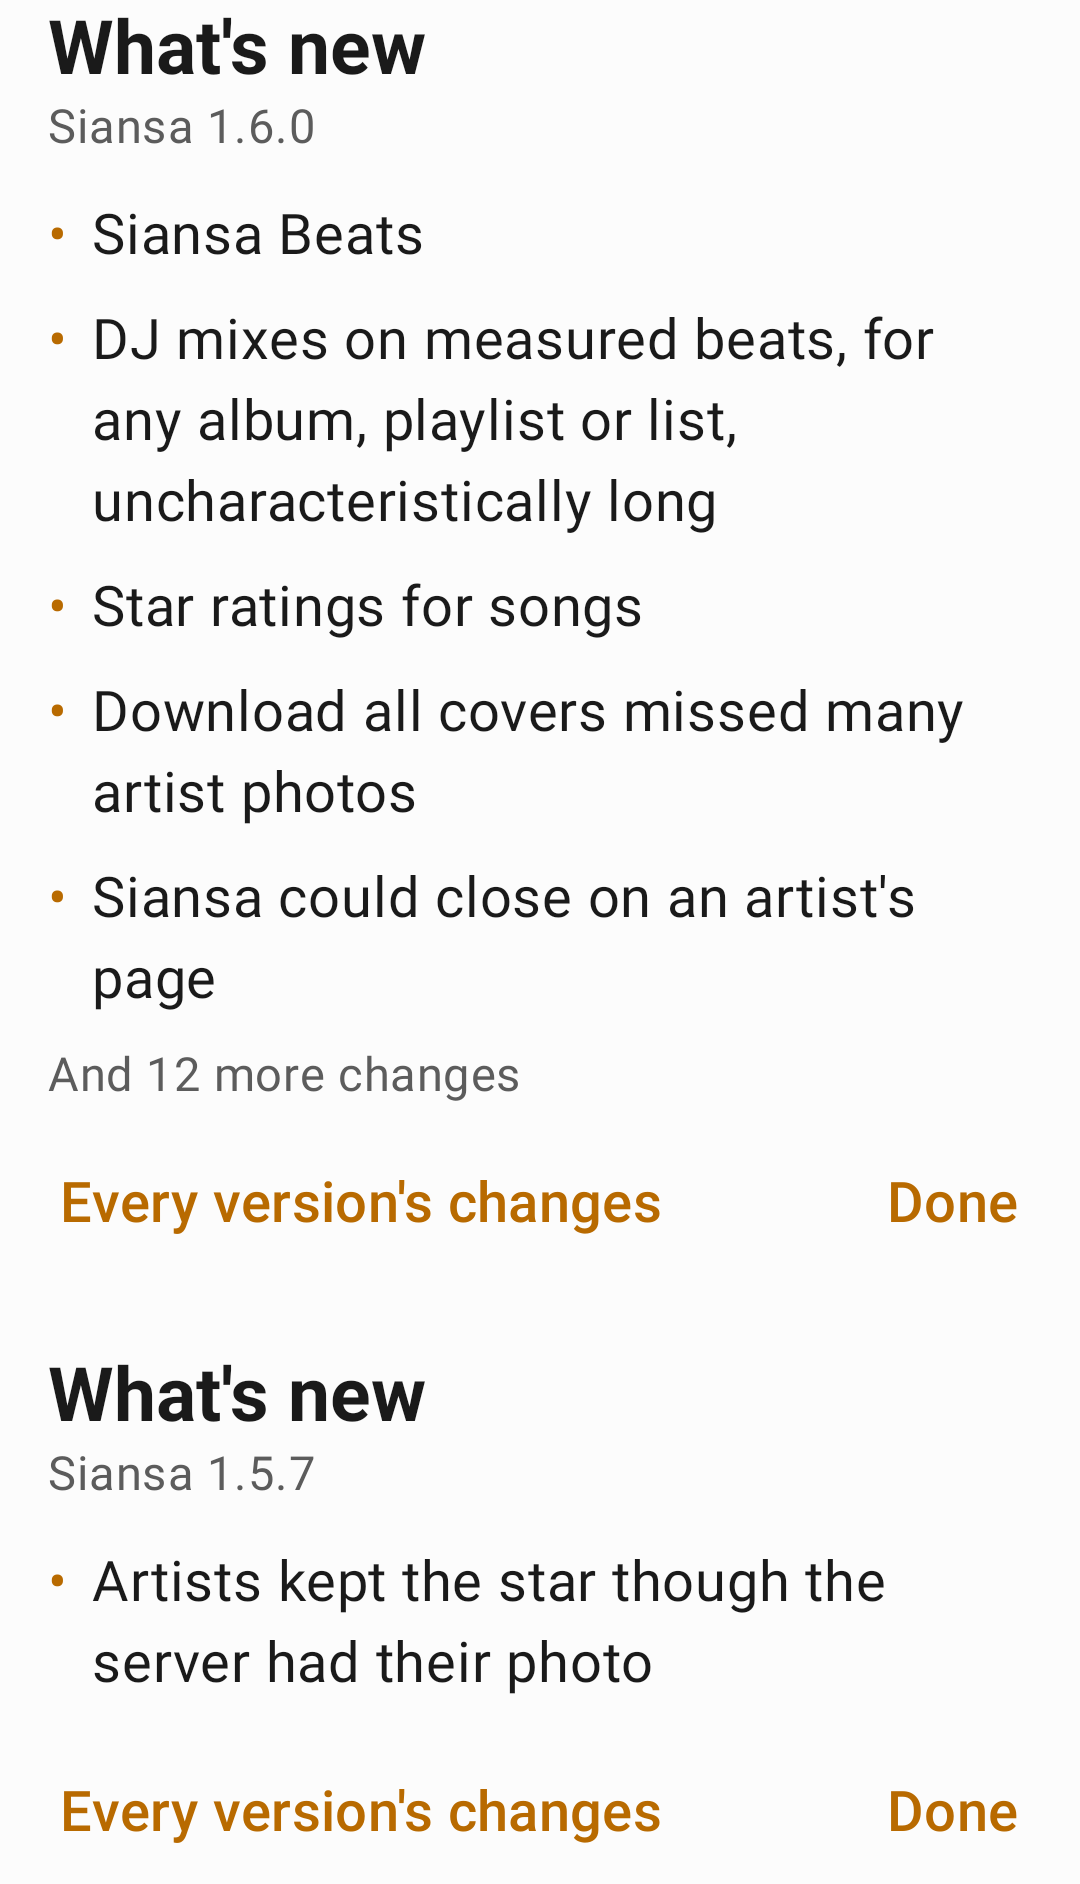 What's new
Siansa 1.6.0
• Siansa Beats
• DJ mixes on measured beats, for
any album, playlist or list,
uncharacteristically long
• Star ratings for songs
• Download all covers missed many
artist photos
• Siansa could close on an artist's
page
And 12 more changes
Every version's changes Done
What's new
Siansa 1.5.7
• Artists kept the star though the
server had their photo
Every version's changes Done